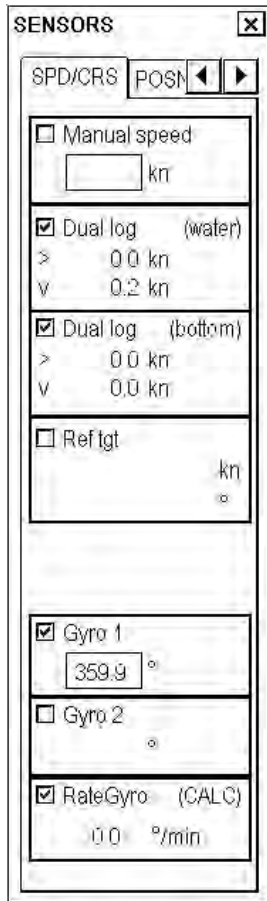 SENSORS
SPD/CRS POSN
Manual speed
kn
Dual log (water)
> 0.0 kn
v 0.2 kn
Dual log (bottom)
> 0.0 kn
v 0.0 kn
Ref tgt
kn
°
Gyro 1
359.9 °
Gyro 2
°
RateGyro (CALC)
0.0 °/min